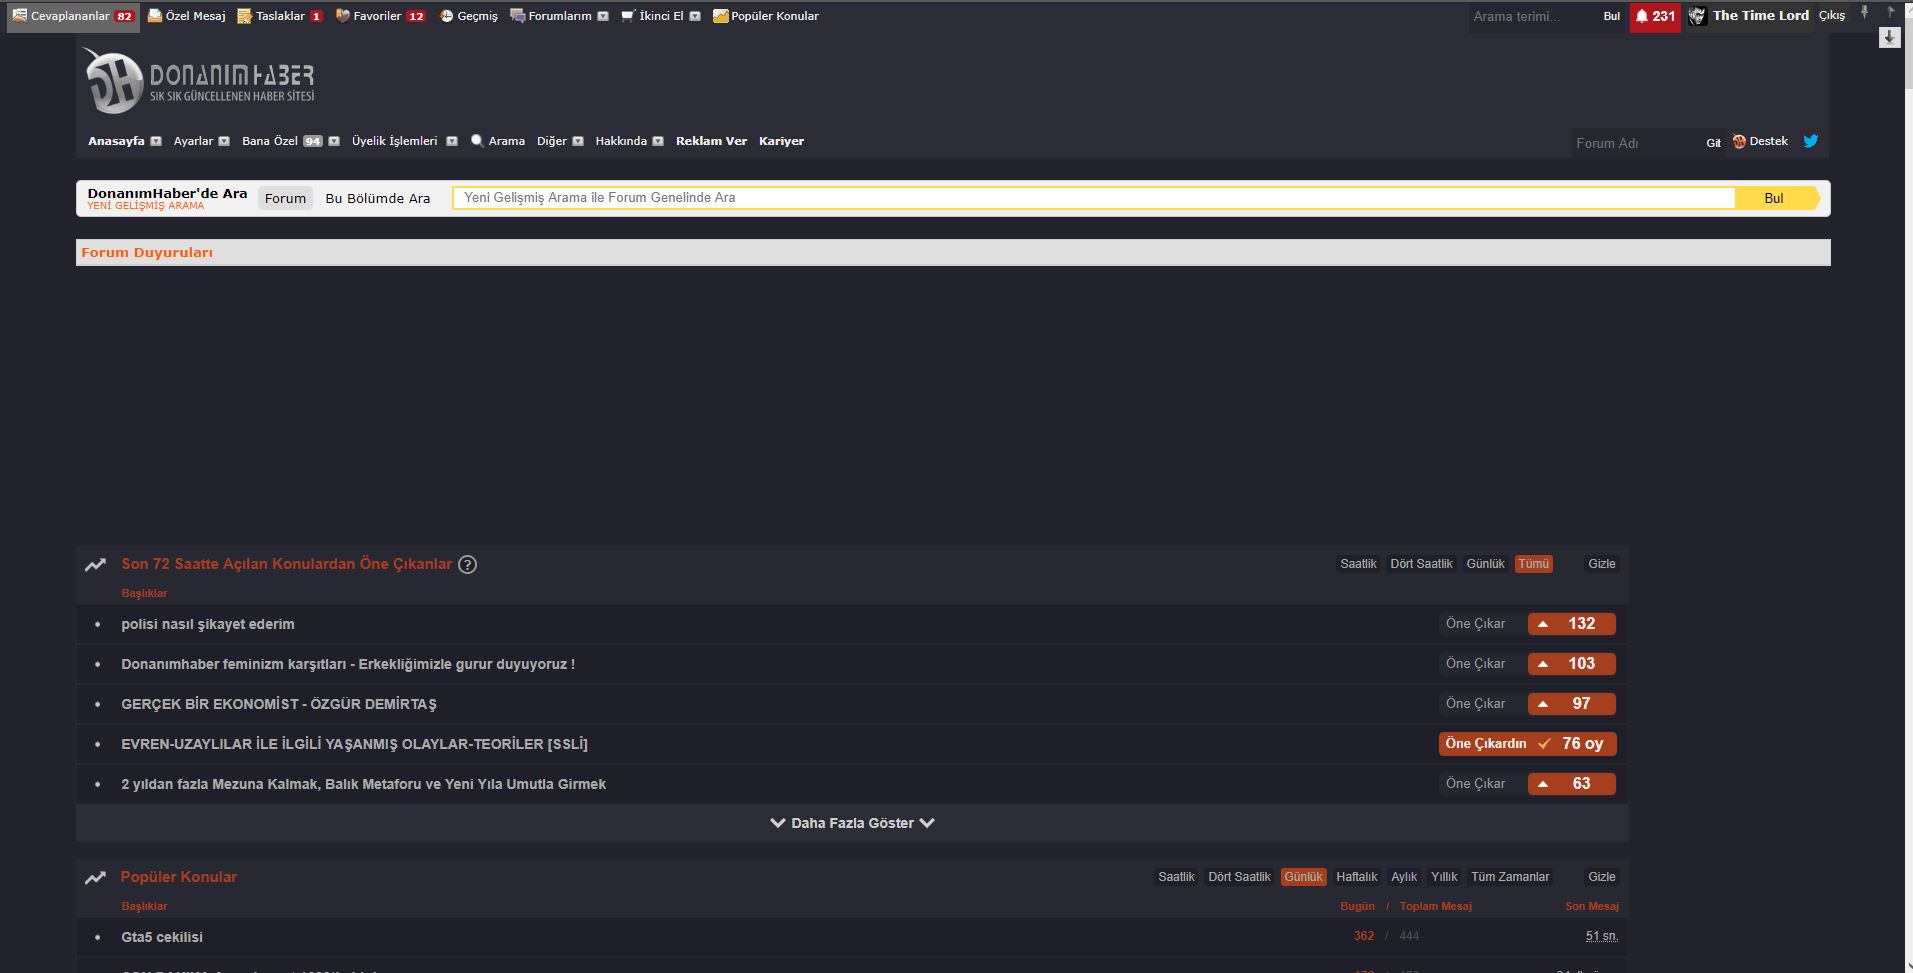 Cevaplananlar 82 Özel Mesaj Taslaklar 1 Favoriler 12 Geçmiş Forumlarım İkinci El Popüler Konular Arama terimi... Bul 231 The Time Lord Çıkış
DH DONANIMHABER
SIK SIK GÜNCELLENEN HABER SİTESİ
Anasayfa Ayarlar Bana Özel 94 Üyelik İşlemleri Arama Diğer Hakkında Reklam Ver Kariyer Forum Adı Git Destek
DonanımHaber'de Ara Forum Bu Bölümde Ara Yeni Gelişmiş Arama ile Forum Genelinde Ara Bul
YENİ GELİŞMİŞ ARAMA
Forum Duyuruları
Son 72 Saatte Açılan Konulardan Öne Çıkanlar ? Saatlik Dört Saatlik Günlük Tümü Gizle
Başlıklar
• polisi nasıl şikayet ederim Öne Çıkar 132
• Donanımhaber feminizm karşıtları - Erkekliğimizle gurur duyuyoruz ! Öne Çıkar 103
• GERÇEK BİR EKONOMİST - ÖZGÜR DEMİRTAŞ Öne Çıkar 97
• EVREN-UZAYLILAR İLE İLGİLİ YAŞANMIŞ OLAYLAR-TEORİLER [SSLİ] Öne Çıkardın 76 oy
• 2 yıldan fazla Mezuna Kalmak, Balık Metaforu ve Yeni Yıla Umutla Girmek Öne Çıkar 63
Daha Fazla Göster
Popüler Konular Saatlik Dört Saatlik Günlük Haftalık Aylık Yıllık Tüm Zamanlar Gizle
Başlıklar Bugün / Toplam Mesaj Son Mesaj
• Gta5 cekilisi 362 / 444 51 sn.